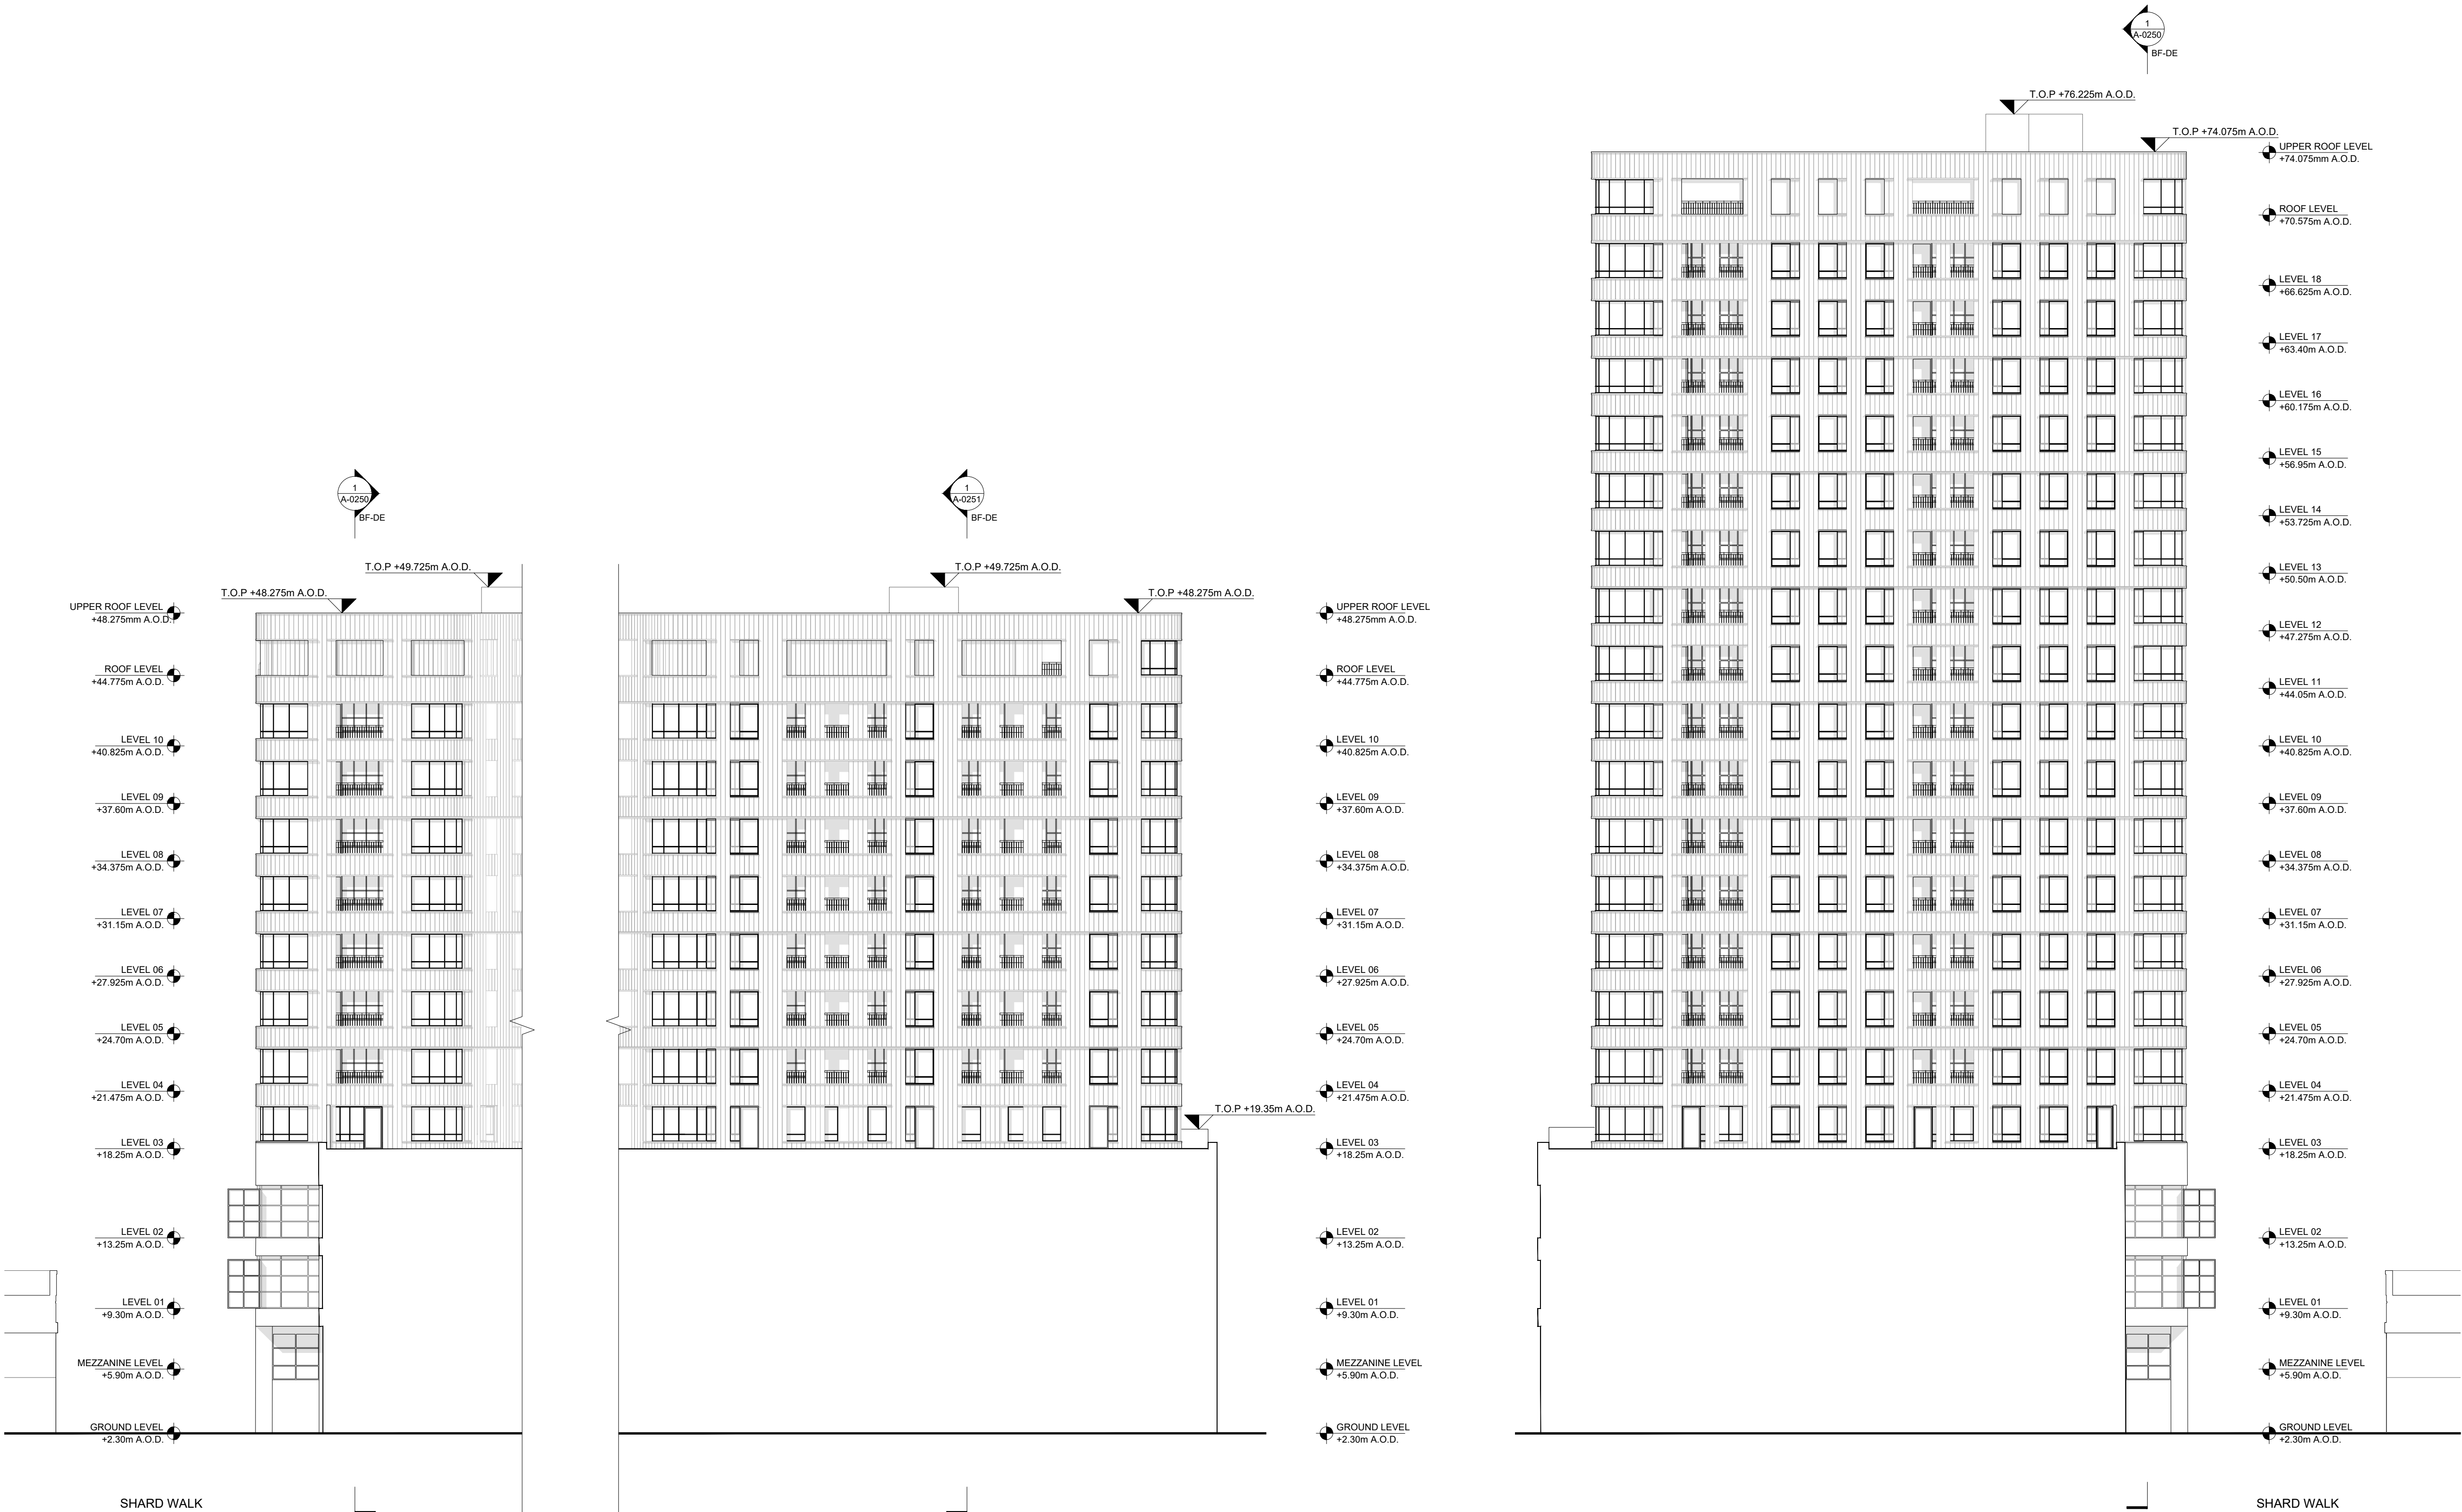 1
A-0250
BF-DE
T.O.P +76.225m A.O.D.
T.O.P +74.075m A.O.D.
UPPER ROOF LEVEL
+74.075mm A.O.D.
ROOF LEVEL
+70.575m A.O.D.
LEVEL 18
+66.625m A.O.D.
LEVEL 17
+63.40m A.O.D.
LEVEL 16
+60.175m A.O.D.
LEVEL 15
+56.95m A.O.D.
LEVEL 14
+53.725m A.O.D.
LEVEL 13
+50.50m A.O.D.
LEVEL 12
+47.275m A.O.D.
LEVEL 11
+44.05m A.O.D.
LEVEL 10
+40.825m A.O.D.
LEVEL 09
+37.60m A.O.D.
LEVEL 08
+34.375m A.O.D.
LEVEL 07
+31.15m A.O.D.
LEVEL 06
+27.925m A.O.D.
LEVEL 05
+24.70m A.O.D.
LEVEL 04
+21.475m A.O.D.
LEVEL 03
+18.25m A.O.D.
LEVEL 02
+13.25m A.O.D.
LEVEL 01
+9.30m A.O.D.
MEZZANINE LEVEL
+5.90m A.O.D.
GROUND LEVEL
+2.30m A.O.D.
SHARD WALK
1
A-0250
BF-DE
1
A-0251
BF-DE
T.O.P +49.725m A.O.D.
T.O.P +48.275m A.O.D.
T.O.P +49.725m A.O.D.
T.O.P +48.275m A.O.D.
T.O.P +19.35m A.O.D.
UPPER ROOF LEVEL
+48.275mm A.O.D.
ROOF LEVEL
+44.775m A.O.D.
LEVEL 10
+40.825m A.O.D.
LEVEL 09
+37.60m A.O.D.
LEVEL 08
+34.375m A.O.D.
LEVEL 07
+31.15m A.O.D.
LEVEL 06
+27.925m A.O.D.
LEVEL 05
+24.70m A.O.D.
LEVEL 04
+21.475m A.O.D.
LEVEL 03
+18.25m A.O.D.
LEVEL 02
+13.25m A.O.D.
LEVEL 01
+9.30m A.O.D.
MEZZANINE LEVEL
+5.90m A.O.D.
GROUND LEVEL
+2.30m A.O.D.
SHARD WALK
UPPER ROOF LEVEL
+48.275mm A.O.D.
ROOF LEVEL
+44.775m A.O.D.
LEVEL 10
+40.825m A.O.D.
LEVEL 09
+37.60m A.O.D.
LEVEL 08
+34.375m A.O.D.
LEVEL 07
+31.15m A.O.D.
LEVEL 06
+27.925m A.O.D.
LEVEL 05
+24.70m A.O.D.
LEVEL 04
+21.475m A.O.D.
LEVEL 03
+18.25m A.O.D.
LEVEL 02
+13.25m A.O.D.
LEVEL 01
+9.30m A.O.D.
MEZZANINE LEVEL
+5.90m A.O.D.
GROUND LEVEL
+2.30m A.O.D.